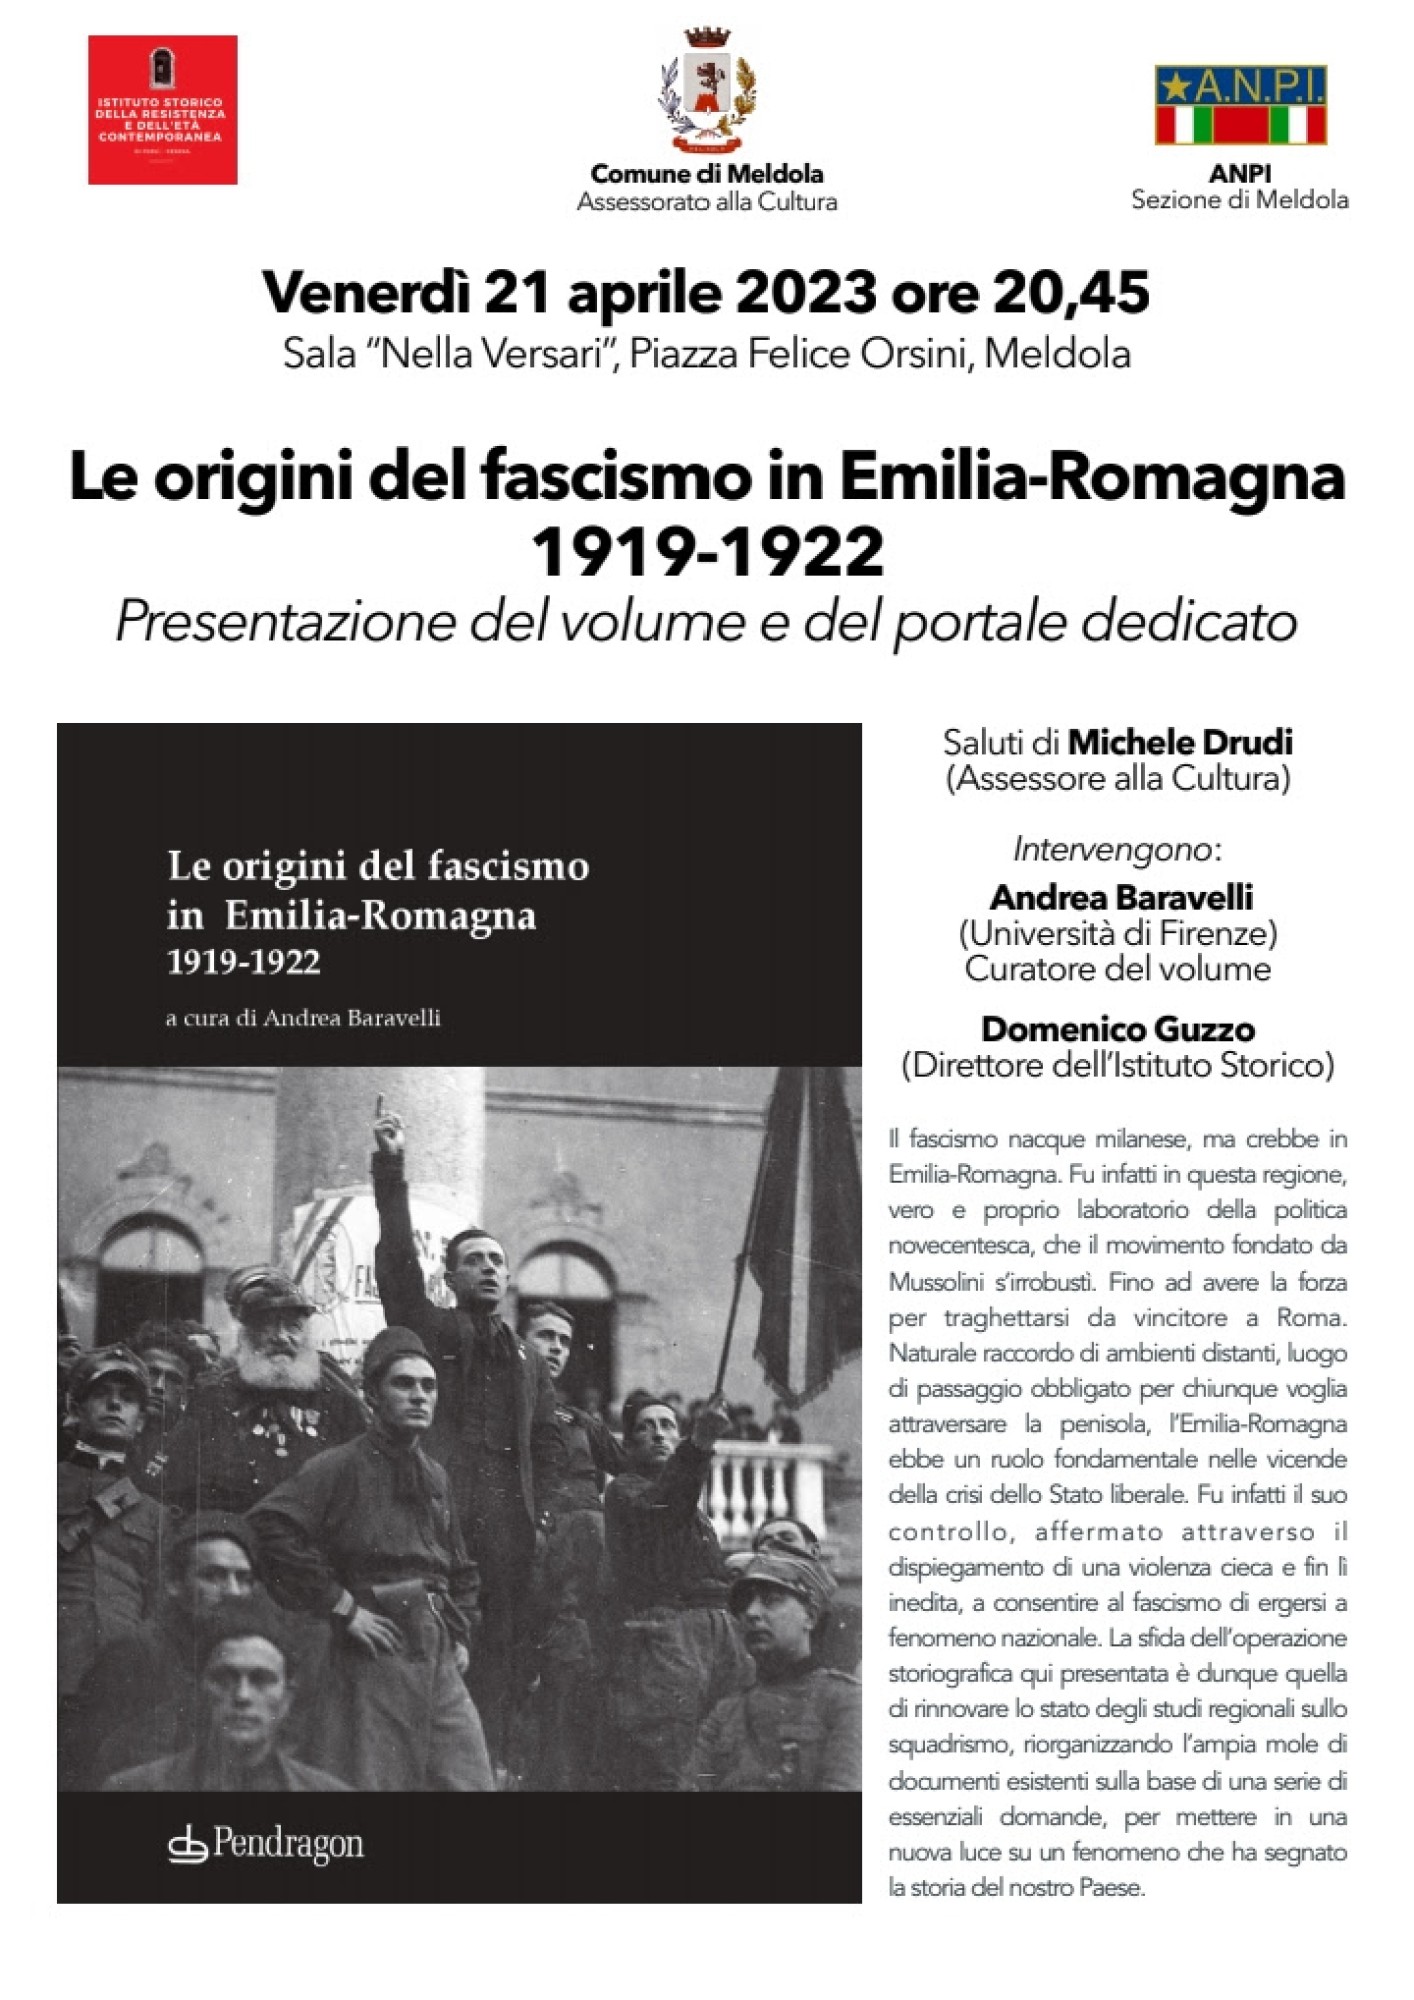 ISTITUTO STORICO
DELLA RESISTENZA
E DELL'ETÀ
CONTEMPORANEA
Comune di Meldola
Assessorato alla Cultura
A.N.P.I.
ANPI
Sezione di Meldola
Venerdì 21 aprile 2023 ore 20,45
Sala “Nella Versari”, Piazza Felice Orsini, Meldola
Le origini del fascismo in Emilia-Romagna
1919-1922
Presentazione del volume e del portale dedicato
Le origini del fascismo
in Emilia-Romagna
1919-1922
a cura di Andrea Baravelli
Pendragon
Saluti di Michele Drudi
(Assessore alla Cultura)
Intervengono:
Andrea Baravelli
(Università di Firenze)
Curatore del volume
Domenico Guzzo
(Direttore dell’Istituto Storico)
Il fascismo nacque milanese, ma crebbe in
Emilia-Romagna. Fu infatti in questa regione,
vero e proprio laboratorio della politica
novecentesca, che il movimento fondato da
Mussolini s’irrobustì. Fino ad avere la forza
per traghettarsi da vincitore a Roma.
Naturale raccordo di ambienti distanti, luogo
di passaggio obbligato per chiunque voglia
attraversare la penisola, l’Emilia-Romagna
ebbe un ruolo fondamentale nelle vicende
della crisi dello Stato liberale. Fu infatti il suo
controllo, affermato attraverso il
dispiegamento di una violenza cieca e fin lì
inedita, a consentire al fascismo di ergersi a
fenomeno nazionale. La sfida dell’operazione
storiografica qui presentata è dunque quella
di rinnovare lo stato degli studi regionali sullo
squadrismo, riorganizzando l’ampia mole di
documenti esistenti sulla base di una serie di
essenziali domande, per mettere in una
nuova luce su un fenomeno che ha segnato
la storia del nostro Paese.